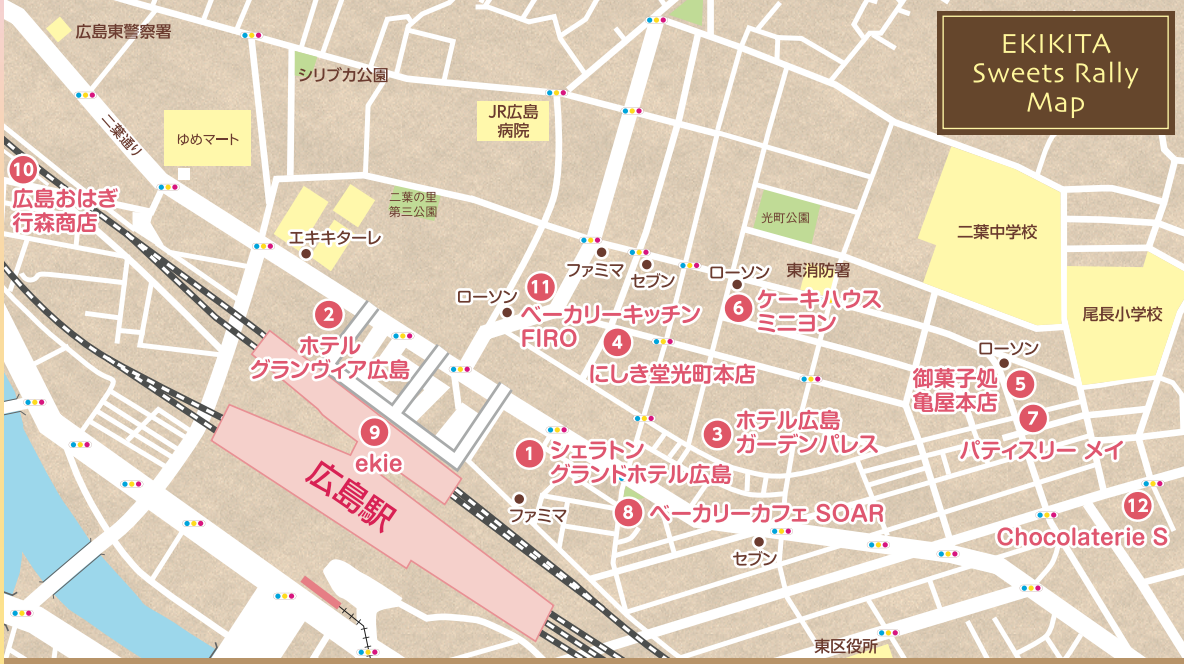 EKIKITA
Sweets Rally
Map
広島東警察署
シリブカ公園
二葉通り
ゆめマート
JR広島
病院
10
広島おはぎ
行森商店
二葉の里
第三公園
光町公園
二葉中学校
エキキターレ
ファミマ
セブン
ローソン
東消防署
ローソン
11
ベーカリーキッチン
FIRO
6
ケーキハウス
ミニヨン
尾長小学校
2
ホテル
グランヴィア広島
4
にしき堂光町本店
ローソン
御菓子処
亀屋本店
5
7
パティスリー メイ
9
ekie
広島駅
1
シェラトン
グランドホテル広島
3
ホテル広島
ガーデンパレス
ファミマ
8
ベーカリーカフェ SOAR
セブン
12
Chocolaterie S
東区役所